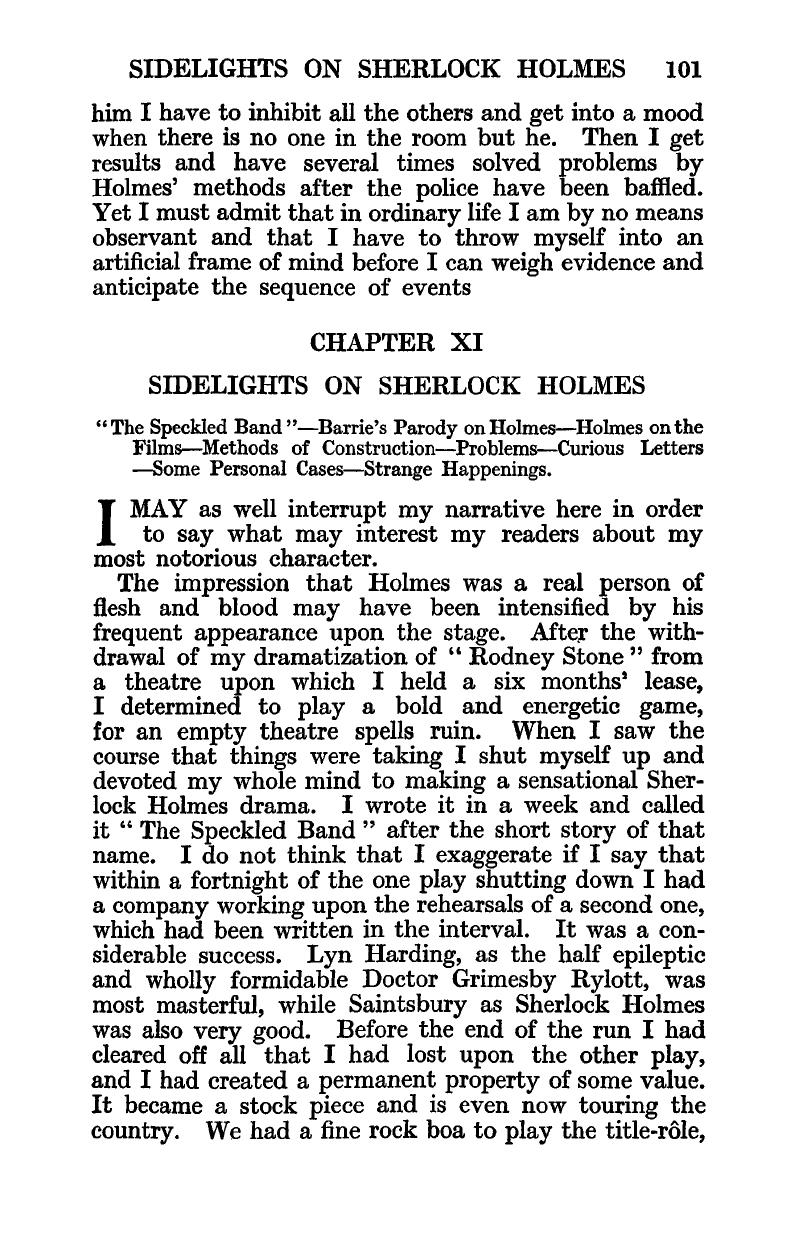 SIDELIGHTS ON SHERLOCK HOLMES 101
him I have to inhibit all the others and get into a mood
when there is no one in the room but he. Then I get
results and have several times solved problems by
Holmes' methods after the police have been baffled.
Yet I must admit that in ordinary life I am by no means
observant and that I have to throw myself into an
artificial frame of mind before I can weigh evidence and
anticipate the sequence of events
CHAPTER XI
SIDELIGHTS ON SHERLOCK HOLMES
"The Speckled Band"—Barrie's Parody on Holmes—Holmes on the
Films—Methods of Construction—Problems—Curious Letters
—Some Personal Cases—Strange Happenings.
I MAY as well interrupt my narrative here in order
to say what may interest my readers about my
most notorious character.
The impression that Holmes was a real person of
flesh and blood may have been intensified by his
frequent appearance upon the stage. After the with-
drawal of my dramatization of "Rodney Stone" from
a theatre upon which I held a six months' lease,
I determined to play a bold and energetic game,
for an empty theatre spells ruin. When I saw the
course that things were taking I shut myself up and
devoted my whole mind to making a sensational Sher-
lock Holmes drama. I wrote it in a week and called
it "The Speckled Band" after the short story of that
name. I do not think that I exaggerate if I say that
within a fortnight of the one play shutting down I had
a company working upon the rehearsals of a second one,
which had been written in the interval. It was a con-
siderable success. Lyn Harding, as the half epileptic
and wholly formidable Doctor Grimesby Rylott, was
most masterful, while Saintsbury as Sherlock Holmes
was also very good. Before the end of the run I had
cleared off all that I had lost upon the other play,
and I had created a permanent property of some value.
It became a stock piece and is even now touring the
country. We had a fine rock boa to play the title-rôle,